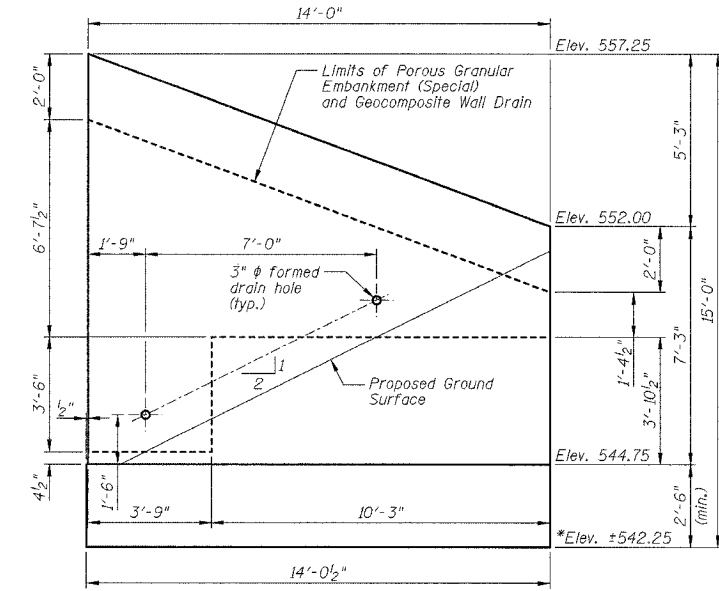 14'-0"
Elev. 557.25
Limits of Porous Granular
Embankment (Special)
and Geocomposite Wall Drain
2'-0"
5'-3"
6'-7½"
Elev. 552.00
1'-9"
7'-0"
2'-0"
3" ϕ formed
drain hole
(typ.)
15'-0"
7'-3"
1'-4½"
1
2
Proposed Ground
Surface
3'-6"
½"
3'-10½"
Elev. 544.75
4½"
1'-6"
3'-9"
10'-3"
2'-6"
(min.)
*Elev. ±542.25
14'-0½"